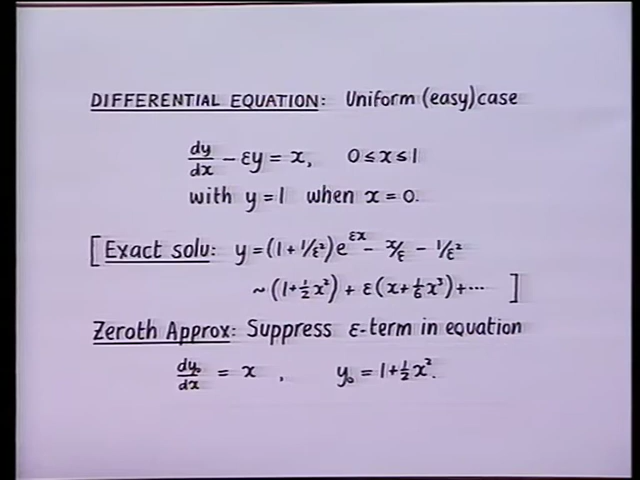 DIFFERENTIAL EQUATION: Uniform (easy) case
dy/dx - εy = x, 0 ≤ x ≤ 1
with y = 1 when x = 0.
[Exact solu: y = (1 + 1/ε²) e^εx - x/ε - 1/ε²
~ (1 + ½x²) + ε(x + ⅙x³) + ⋯ ]
Zeroth Approx: Suppress ε-term in equation
dy₀/dx = x , y₀ = 1 + ½x².